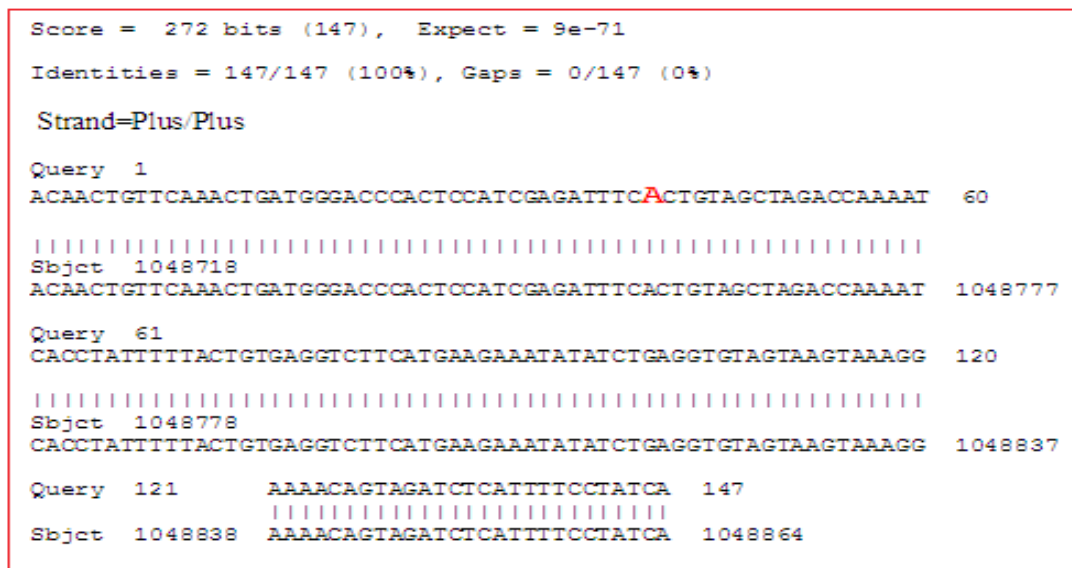 Score =  272 bits (147),  Expect = 9e-71
Identities = 147/147 (100%), Gaps = 0/147 (0%)
Strand=Plus/Plus
Query  1
ACAACTGTTCAAACTGATGGGACCCACTCCATCGAGATTTCACTGTAGCTAGACCAAAAT  60
||||||||||||||||||||||||||||||||||||||||||||||||||||||||||||
Sbjct  1048718
ACAACTGTTCAAACTGATGGGACCCACTCCATCGAGATTTCACTGTAGCTAGACCAAAAT  1048777
Query  61
CACCTATTTTTACTGTGAGGTCTTCATGAAGAAATATATCTGAGGTGTAGTAAGTAAAGG  120
||||||||||||||||||||||||||||||||||||||||||||||||||||||||||||
Sbjct  1048778
CACCTATTTTTACTGTGAGGTCTTCATGAAGAAATATATCTGAGGTGTAGTAAGTAAAGG  1048837
Query  121  AAAACAGTAGATCTCATTTTCCTATCA  147
|||||||||||||||||||||||||||
Sbjct  1048838  AAAACAGTAGATCTCATTTTCCTATCA  1048864